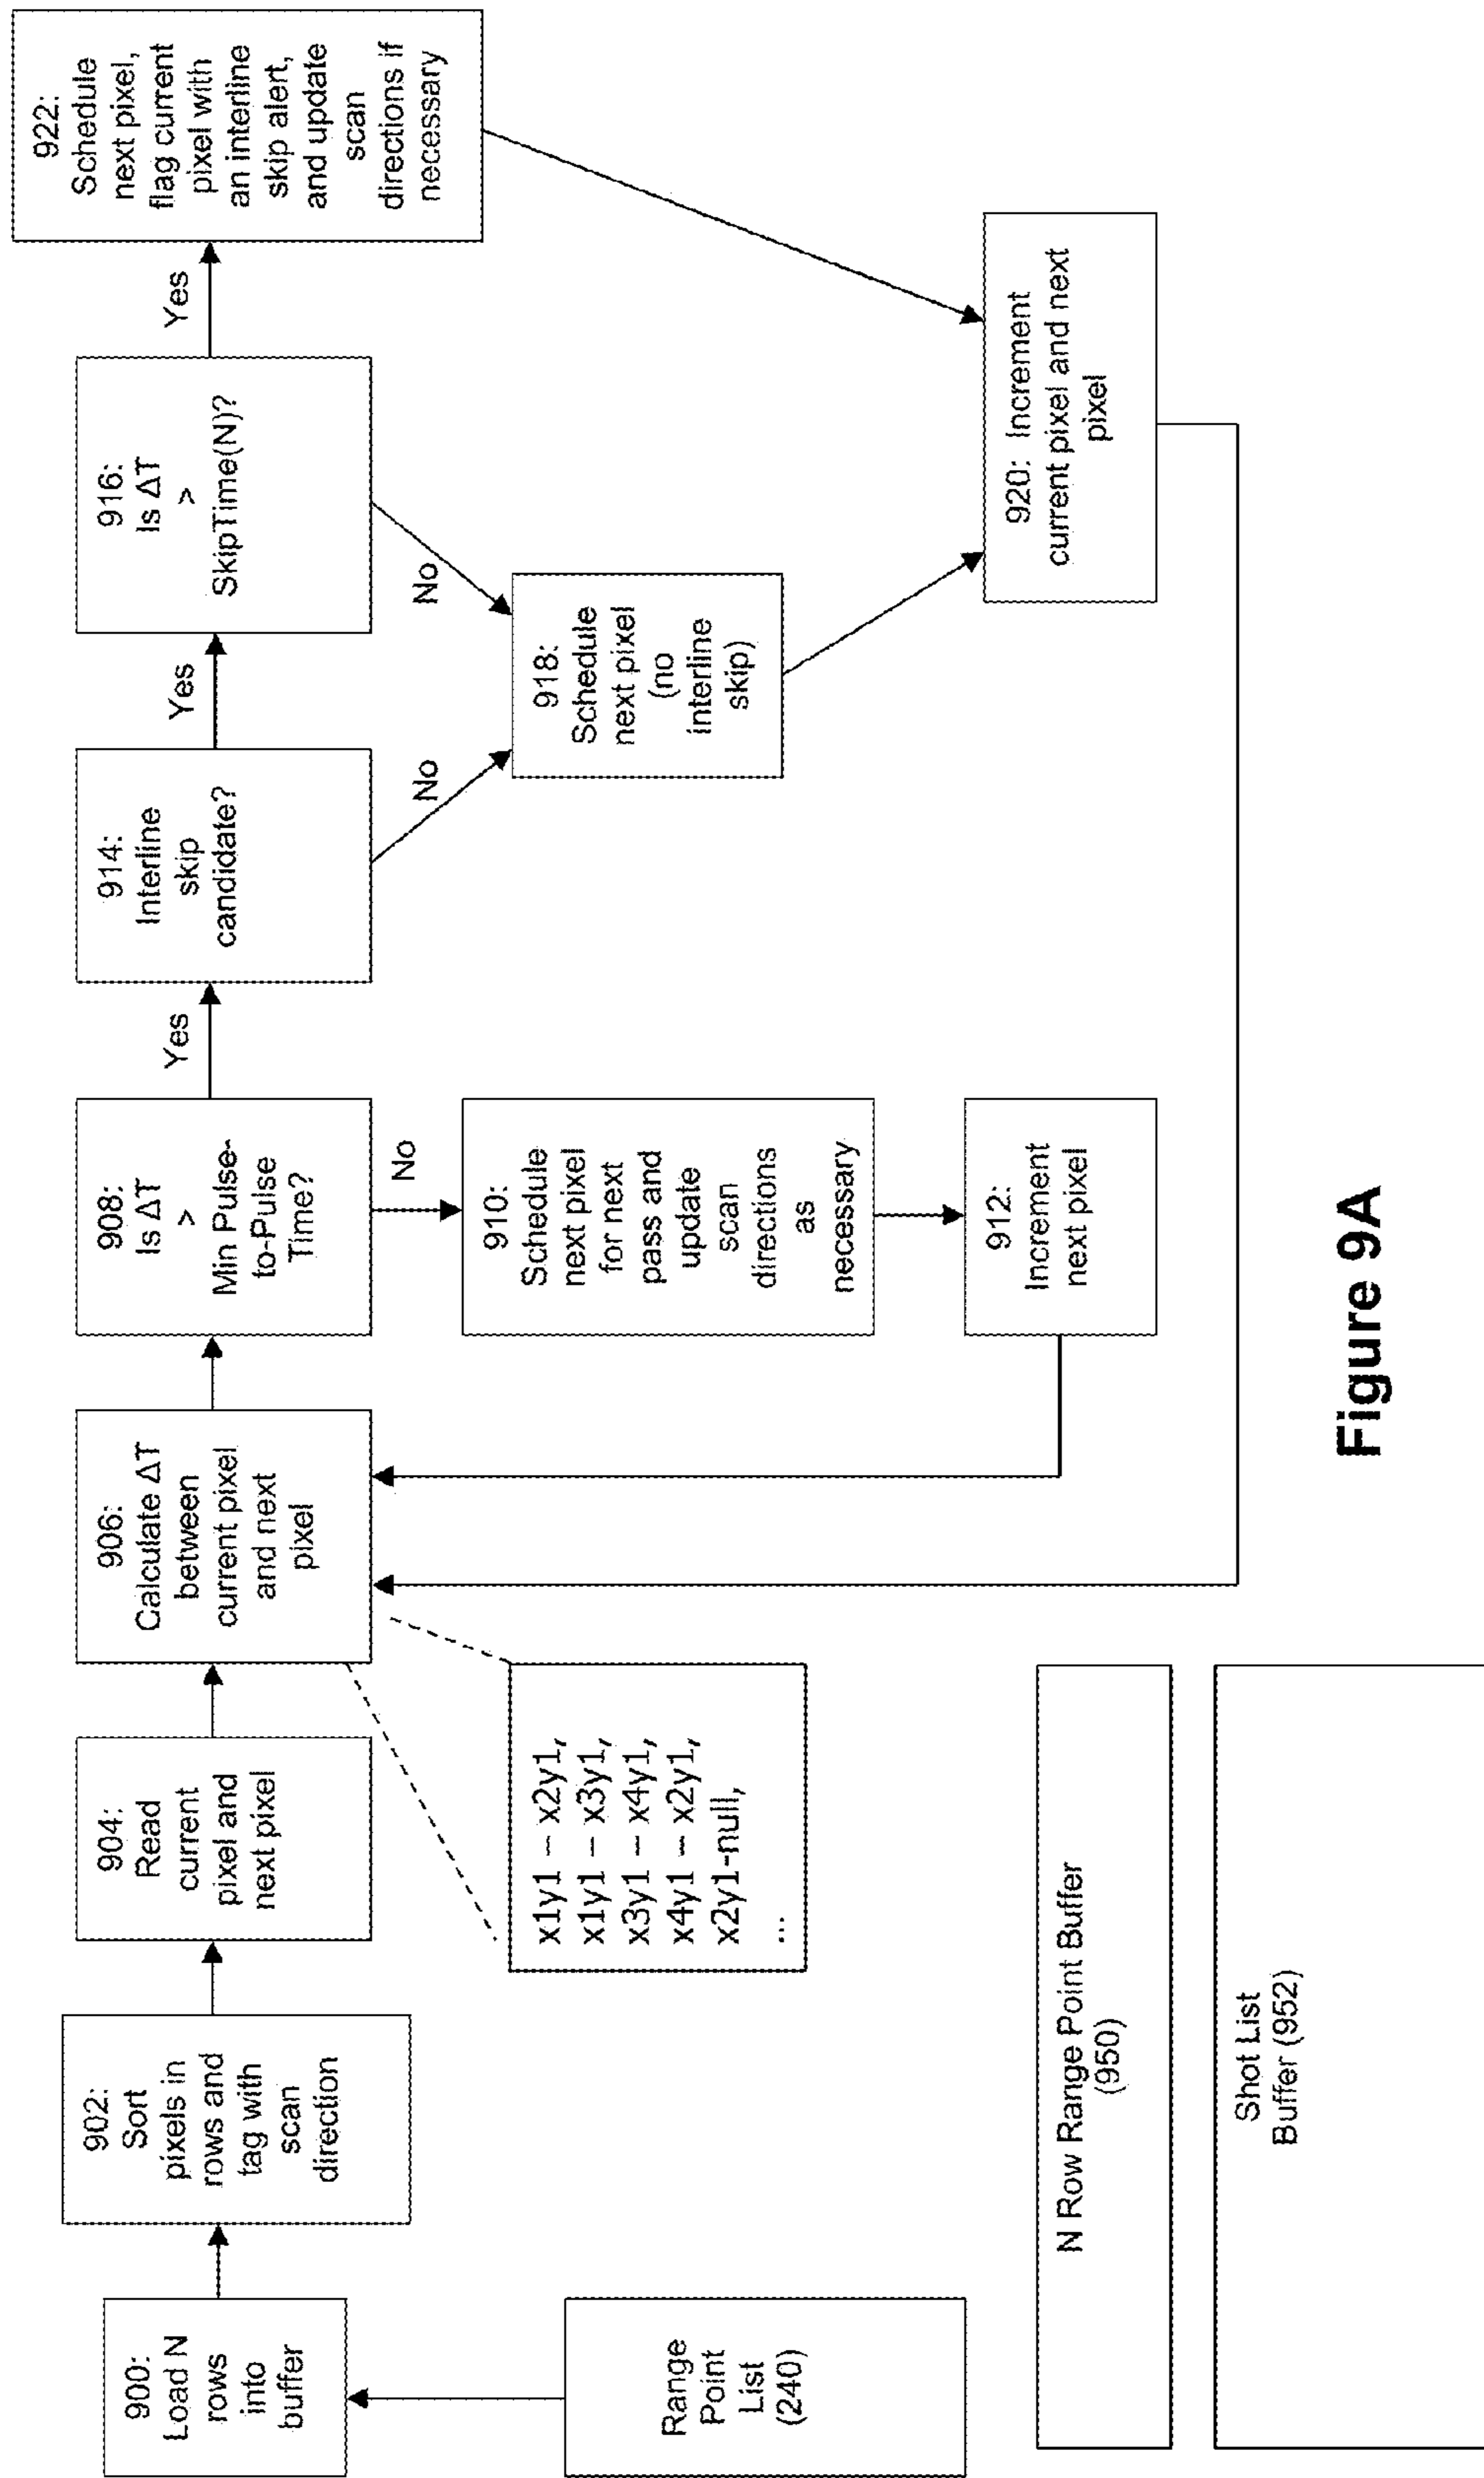 900:
Load N
rows
into
buffer
Range
Point
List
(240)
902:
Sort
pixels in
rows and
tag with
scan
direction
904:
Read
current
pixel and
next pixel
906:
Calculate ΔT
between
current pixel
and next
pixel
x1y1 – x2y1,
x1y1 – x3y1,
x3y1 – x4y1,
x4y1 – x2y1,
x2y1-null,
...
908:
Is ΔT
>
Min Pulse-
to-Pulse
Time?
Yes
No
910:
Schedule
next pixel
for next
pass and
update
scan
directions
as
necessary
912:
Increment
next pixel
914:
Interline
skip
candidate?
Yes
No
916:
Is ΔT
>
SkipTime(N)?
Yes
No
918:
Schedule
next pixel
(no
interline
skip)
922:
Schedule
next pixel,
flag current
pixel with
an interline
skip alert,
and update
scan
directions if
necessary
920: Increment
current pixel and next
pixel
N Row Range Point Buffer
(950)
Shot List
Buffer (952)
Figure 9A